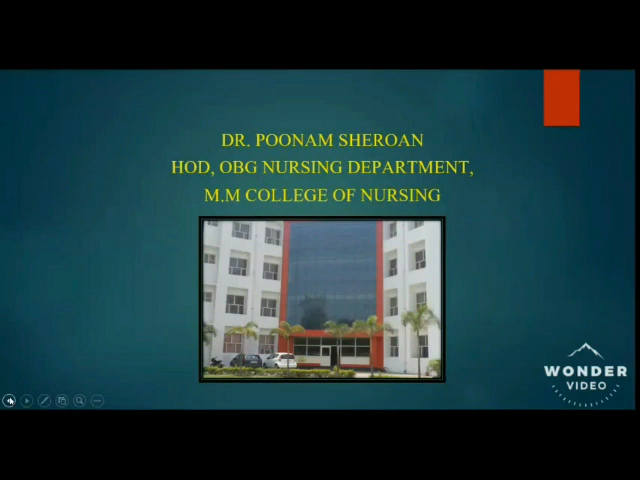 DR. POONAM SHEROAN
HOD, OBG NURSING DEPARTMENT,
M.M COLLEGE OF NURSING
WONDER
VIDEO